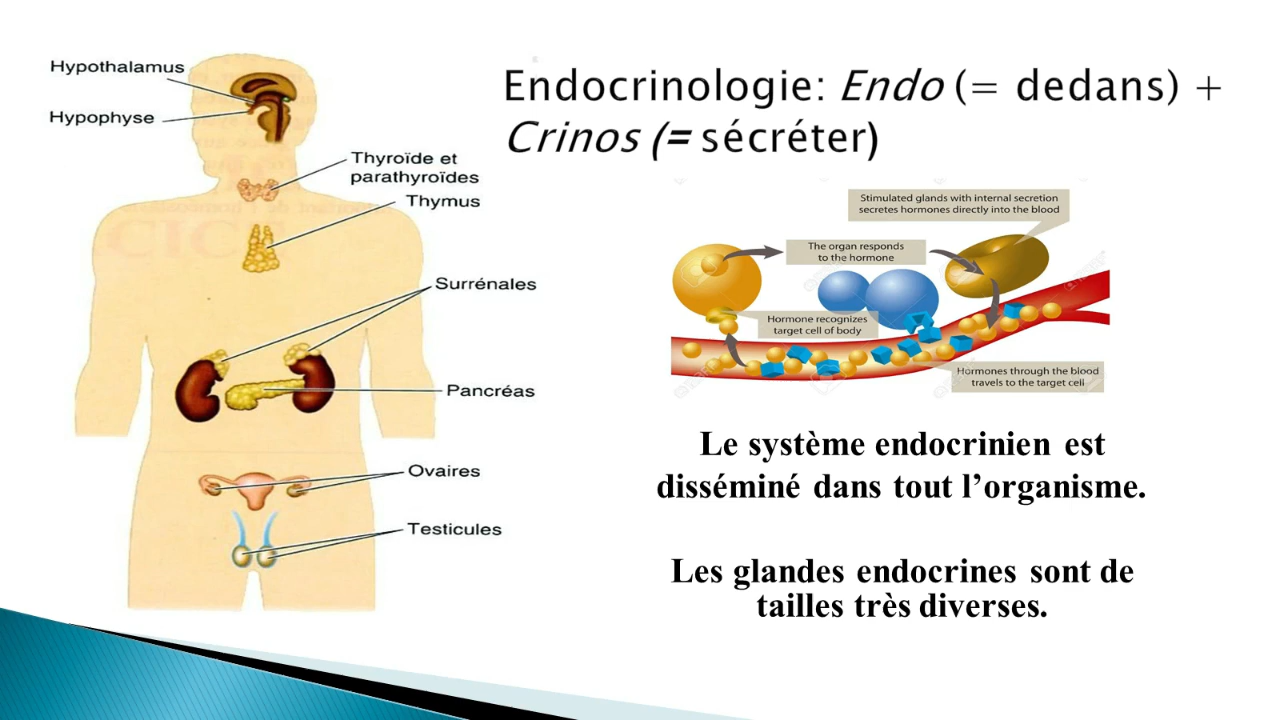 Endocrinologie: Endo (= dedans) +
Crinos (= sécréter)
Hypothalamus
Hypophyse
Thyroïde et
parathyroïdes
Thymus
Surrénales
Pancréas
Ovaires
Testicules
Stimulated glands with internal secretion
secretes hormones directly into the blood
The organ responds
to the hormone
Hormone recognizes
target cell of body
Hormones through the blood
travels to the target cell
Le système endocrinien est
disséminé dans tout l’organisme.
Les glandes endocrines sont de
tailles très diverses.